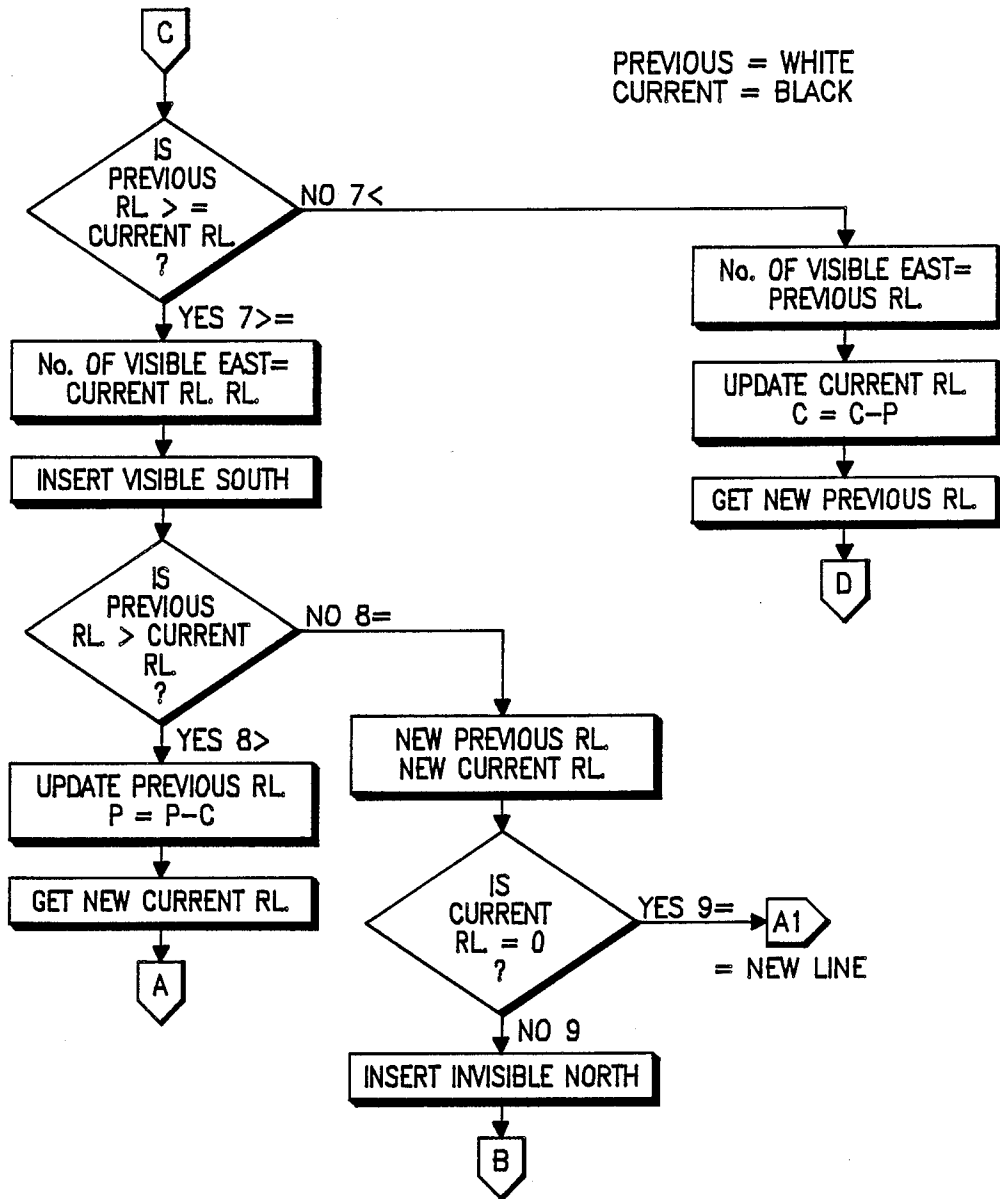 C
PREVIOUS = WHITE
CURRENT = BLACK
IS
PREVIOUS
RL. > =
CURRENT RL.
?
NO 7<
YES 7>=
No. OF VISIBLE EAST=
CURRENT RL. RL.
INSERT VISIBLE SOUTH
No. OF VISIBLE EAST=
PREVIOUS RL.
UPDATE CURRENT RL.
C = C-P
GET NEW PREVIOUS RL.
D
IS
PREVIOUS
RL. > CURRENT
RL.
?
NO 8=
YES 8>
UPDATE PREVIOUS RL.
P = P-C
GET NEW CURRENT RL.
A
NEW PREVIOUS RL.
NEW CURRENT RL.
IS
CURRENT
RL. = 0
?
YES 9=
A1
= NEW LINE
NO 9
INSERT INVISIBLE NORTH
B